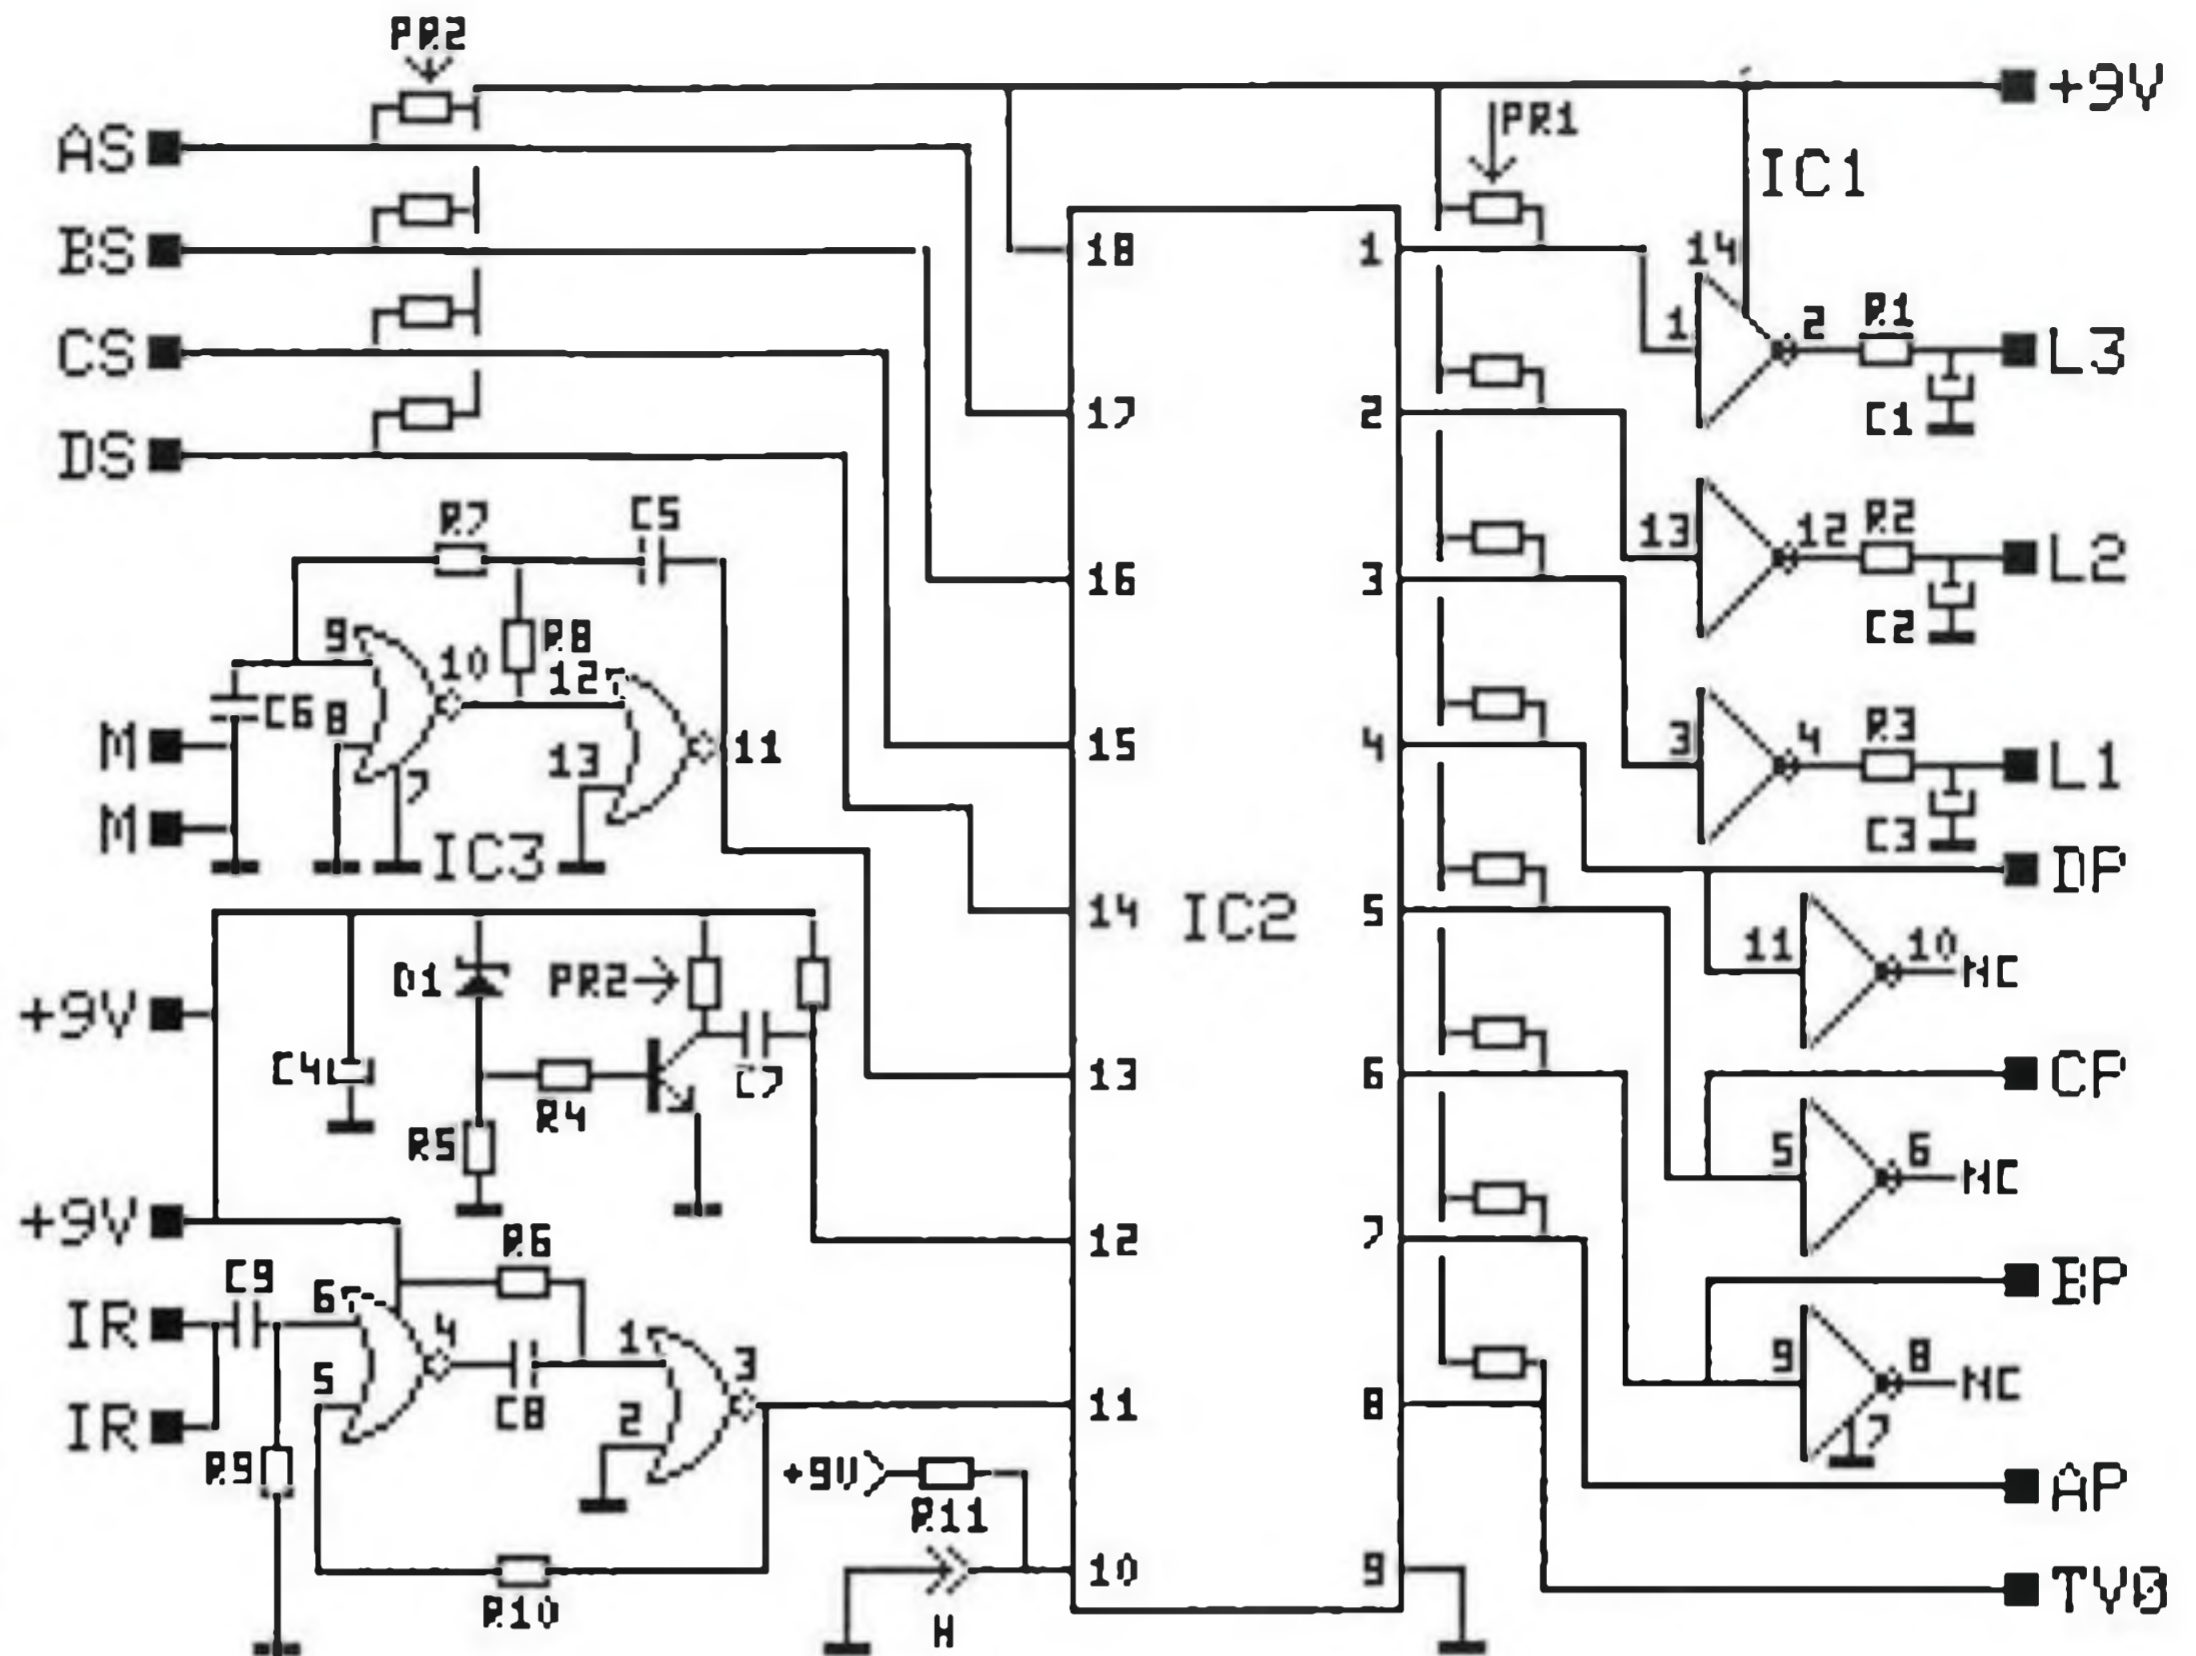 PR2
+9V
AS
PR1
IC1
BS
18
1
14
1
2
R1
L3
CS
C1
17
2
DS
R7
C5
13
12
R2
L2
16
3
C2
9
10
R8
12
C6
8
M
11
15
4
3
4
R3
L1
13
7
M
IC3
C3
DP
14
IC2
5
11
10
NC
D1
PR2
+9V
C4
C7
13
6
CP
R4
R5
5
6
NC
+9V
R6
12
7
BP
C9
6
IR
4
1
3
9
8
NC
5
C8
2
11
8
7
IR
R9
+9V
R11
AP
10
9
R10
H
TV0